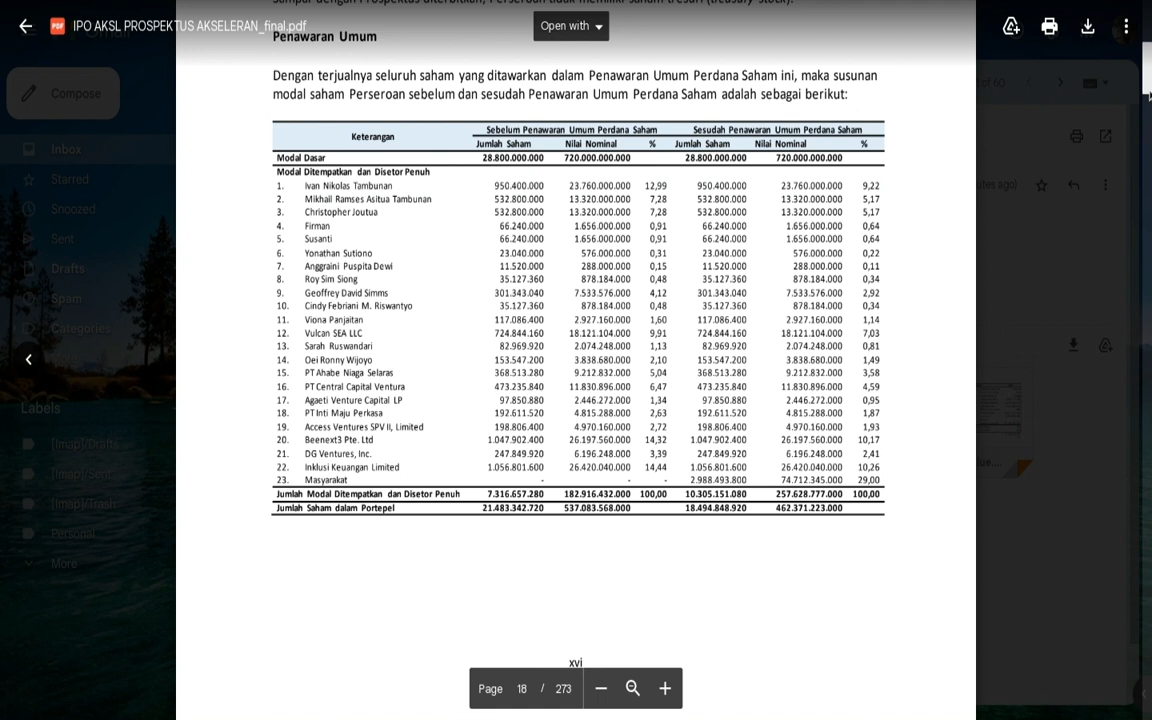 IPO AKSL PROSPEKTUS AKSELERAN_final.pdf
Open with
Compose
Inbox
Starred
Snoozed
Sent
Drafts
Spam
Categories
Labels
[Imap]/Drafts
[Imap]/Sent
[Imap]/Trash
Personal
More
of 60
Penawaran Umum
Dengan terjualnya seluruh saham yang ditawarkan dalam Penawaran Umum Perdana Saham ini, maka susunan
modal saham Perseroan sebelum dan sesudah Penawaran Umum Perdana Saham adalah sebagai berikut:
Keterangan Sebelum Penawaran Umum Perdana Saham Sesudah Penawaran Umum Perdana Saham
Jumlah Saham Nilai Nominal % Jumlah Saham Nilai Nominal %
Modal Dasar 28.800.000.000 720.000.000.000 28.800.000.000 720.000.000.000
Modal Ditempatkan dan Disetor Penuh
1. Ivan Nikolas Tambunan 950.400.000 23.760.000.000 12,99 950.400.000 23.760.000.000 9,22
2. Mikhail Ramses Asitua Tambunan 532.800.000 13.320.000.000 7,28 532.800.000 13.320.000.000 5,17
3. Christopher Joutua 532.800.000 13.320.000.000 7,28 532.800.000 13.320.000.000 5,17
4. Firman 66.240.000 1.656.000.000 0,91 66.240.000 1.656.000.000 0,64
5. Susanti 66.240.000 1.656.000.000 0,91 66.240.000 1.656.000.000 0,64
6. Yonathan Sutiono 23.040.000 576.000.000 0,31 23.040.000 576.000.000 0,22
7. Anggraini Puspita Dewi 11.520.000 288.000.000 0,15 11.520.000 288.000.000 0,11
8. Roy Sim Siong 35.127.360 878.184.000 0,48 35.127.360 878.184.000 0,34
9. Geoffrey David Simms 301.343.040 7.533.576.000 4,12 301.343.040 7.533.576.000 2,92
10. Cindy Febriani M. Riswantyo 35.127.360 878.184.000 0,48 35.127.360 878.184.000 0,34
11. Viona Panjaitan 117.086.400 2.927.160.000 1,60 117.086.400 2.927.160.000 1,14
12. Vulcan SEA LLC 724.844.160 18.121.104.000 9,91 724.844.160 18.121.104.000 7,03
13. Sarah Ruswandari 82.969.920 2.074.248.000 1,13 82.969.920 2.074.248.000 0,81
14. Oei Ronny Wijoyo 153.547.200 3.838.680.000 2,10 153.547.200 3.838.680.000 1,49
15. PT Ahabe Niaga Selaras 368.513.280 9.212.832.000 5,04 368.513.280 9.212.832.000 3,58
16. PT Central Capital Ventura 473.235.840 11.830.896.000 6,47 473.235.840 11.830.896.000 4,59
17. Agaeti Venture Capital LP 97.850.880 2.446.272.000 1,34 97.850.880 2.446.272.000 0,95
18. PT Inti Maju Perkasa 192.611.520 4.815.288.000 2,63 192.611.520 4.815.288.000 1,87
19. Access Ventures SPV II, Limited 198.806.400 4.970.160.000 2,72 198.806.400 4.970.160.000 1,93
20. Beenext3 Pte. Ltd 1.047.902.400 26.197.560.000 14,32 1.047.902.400 26.197.560.000 10,17
21. DG Ventures, Inc. 247.849.920 6.196.248.000 3,39 247.849.920 6.196.248.000 2,41
22. Inklusi Keuangan Limited 1.056.801.600 26.420.040.000 14,44 1.056.801.600 26.420.040.000 10,26
23. Masyarakat - - - 2.988.493.800 74.712.345.000 29,00
Jumlah Modal Ditempatkan dan Disetor Penuh 7.316.657.280 182.916.432.000 100,00 10.305.151.080 257.628.777.000 100,00
Jumlah Saham dalam Portepel 21.483.342.720 537.083.568.000 18.494.848.920 462.371.223.000
xvi
Page 18 / 273